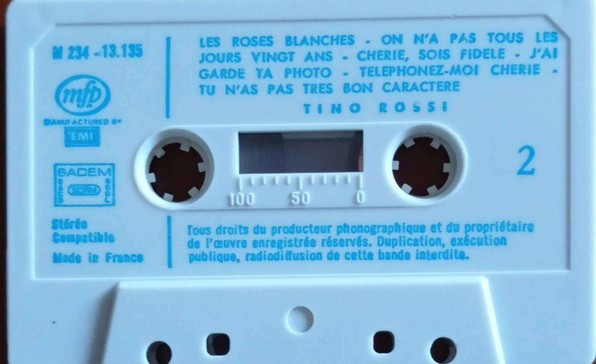 M 234 - 13.135
mfp
MANUFACTURED BY
EMI
SACEM
SDRM
Stéréo
Compatible
Made in France
LES ROSES BLANCHES - ON N'A PAS TOUS LES
JOURS VINGT ANS - CHERIE, SOIS FIDELE - J'AI
GARDE TA PHOTO - TELEPHONEZ-MOI CHERIE -
TU N'AS PAS TRES BON CARACTERE
TINO ROSSI
2
100 50 0
Tous droits du producteur phonographique et du propriétaire
de l'œuvre enregistrée réservés. Duplication, exécution
publique, radiodiffusion de cette bande interdite.